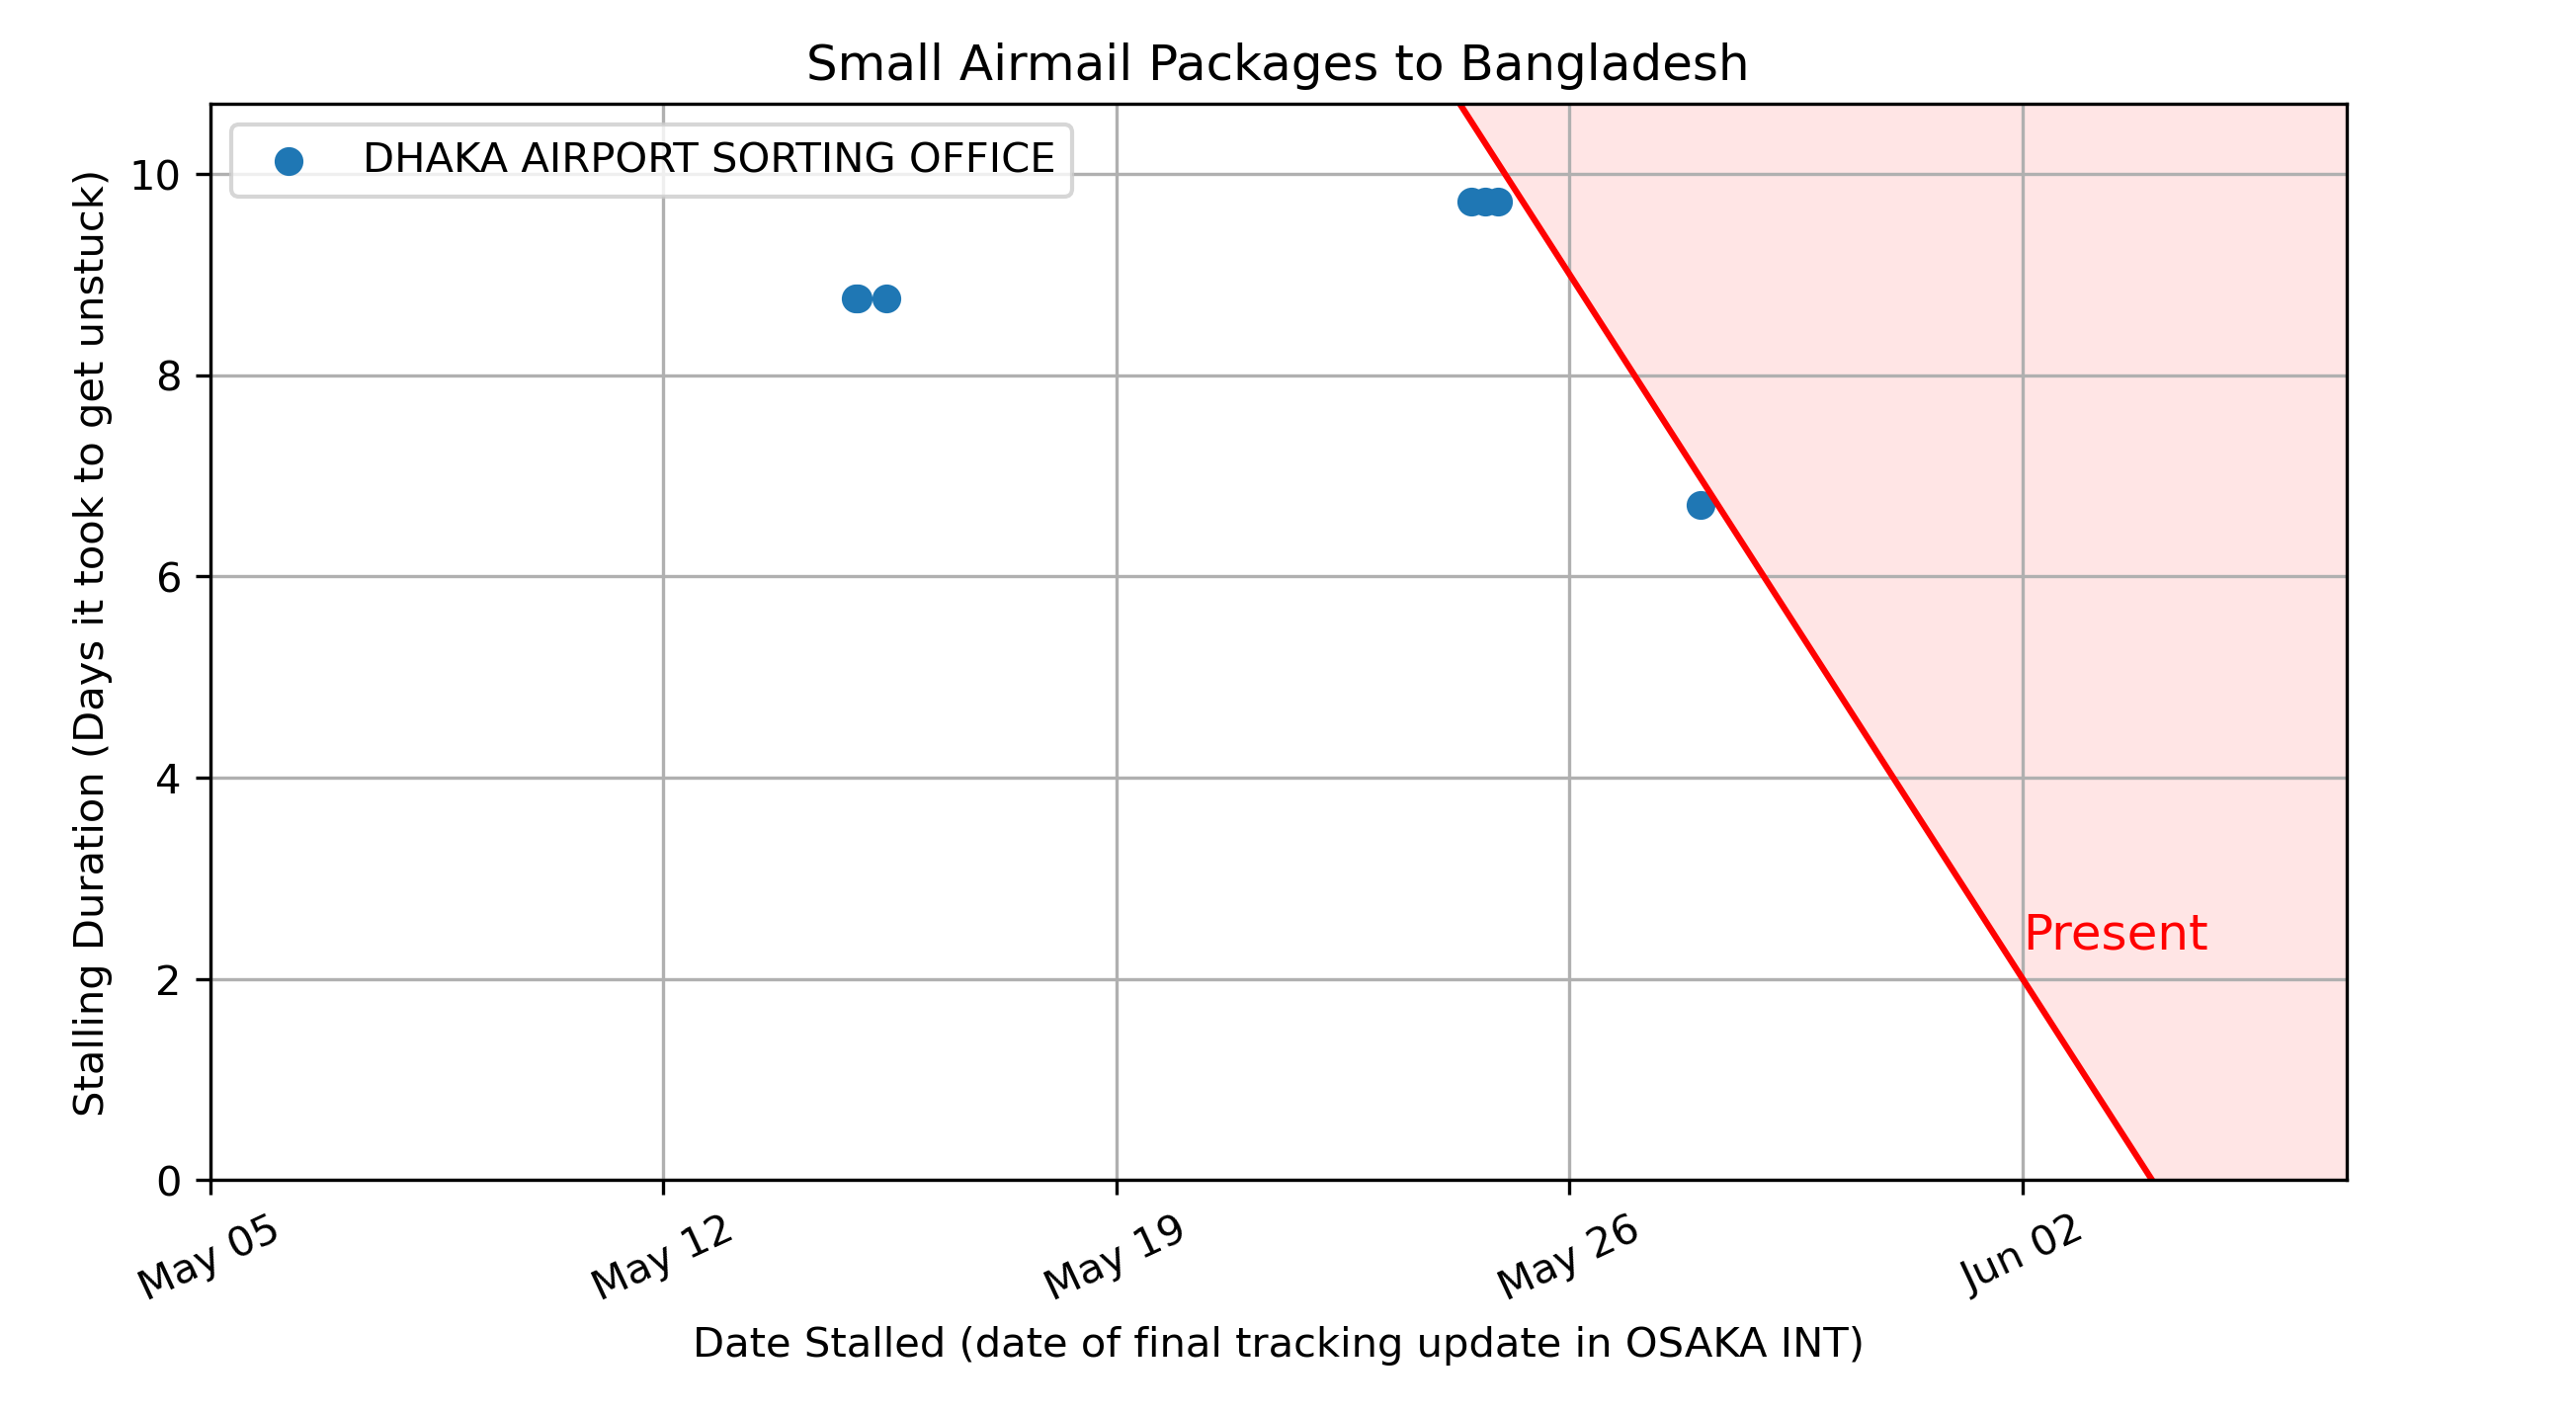 Small Airmail Packages to Bangladesh
DHAKA AIRPORT SORTING OFFICE
Stalling Duration (Days it took to get unstuck)
10
8
6
4
2
0
Present
May 05
May 12
May 19
May 26
Jun 02
Date Stalled (date of final tracking update in OSAKA INT)